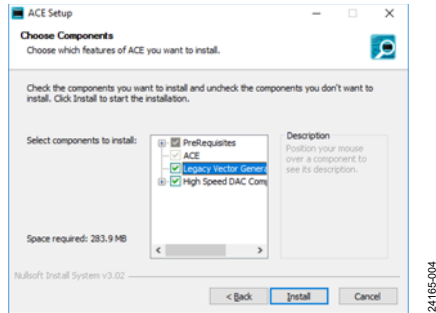 ACE Setup
Choose Components
Choose which features of ACE you want to install.
Check the components you want to install and uncheck the components you don't want to
install. Click Install to start the installation.
Select components to install:
PreRequisites
ACE
Legacy Vector Genera
High Speed DAC Com
Description
Position your mouse
over a component to
see its description.
Space required: 283.9 MB
Nullsoft Install System v3.02
< Back
Install
Cancel
24165-004